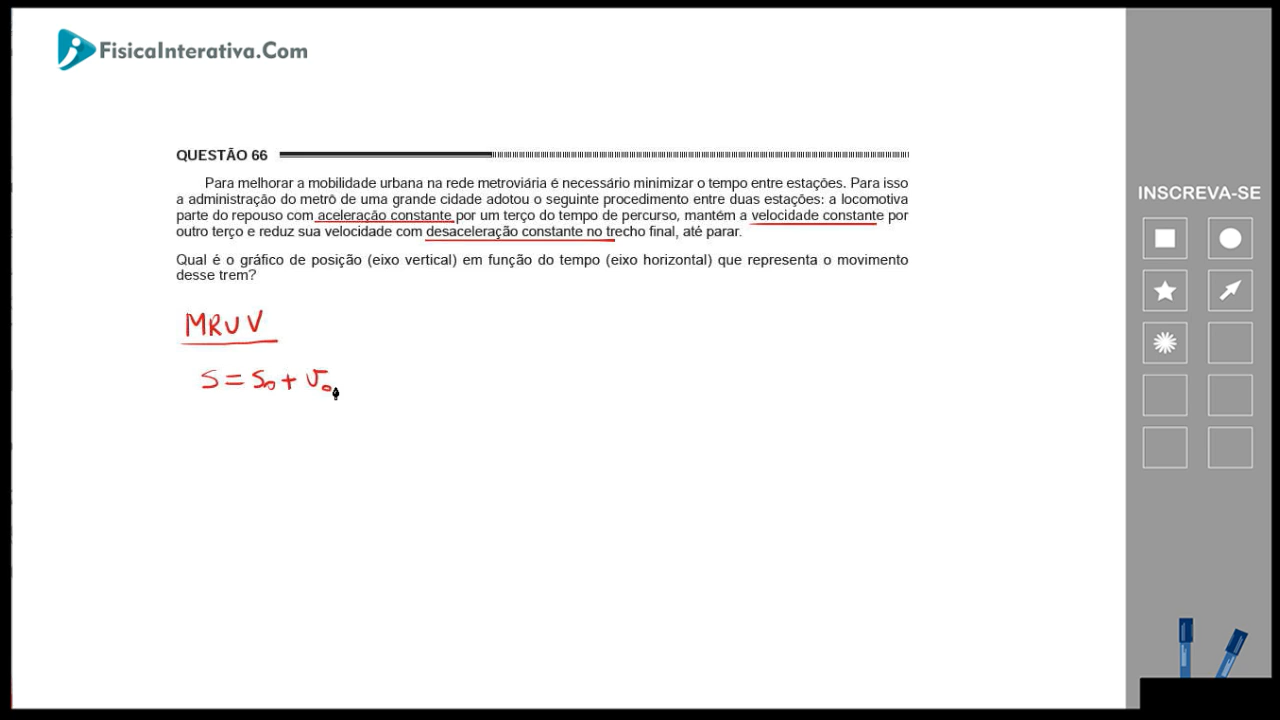 FisicaInterativa.Com
QUESTÃO 66
Para melhorar a mobilidade urbana na rede metroviária é necessário minimizar o tempo entre estações. Para isso
a administração do metrô de uma grande cidade adotou o seguinte procedimento entre duas estações: a locomotiva
parte do repouso com aceleração constante por um terço do tempo de percurso, mantém a velocidade constante por
outro terço e reduz sua velocidade com desaceleração constante no trecho final, até parar.
Qual é o gráfico de posição (eixo vertical) em função do tempo (eixo horizontal) que representa o movimento
desse trem?
MRUV
S = S₀ + V₀
INSCREVA-SE